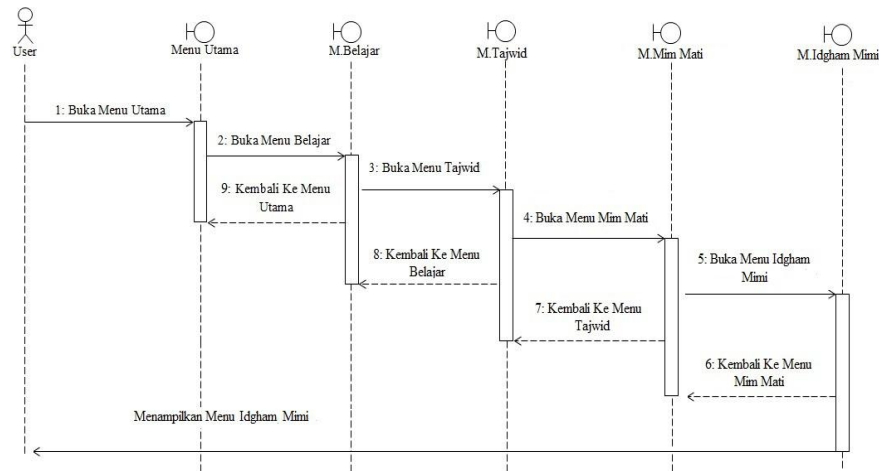 User
Menu Utama
M.Belajar
M.Tajwid
M.Mim Mati
M.Idgham Mimi
1: Buka Menu Utama
2: Buka Menu Belajar
3: Buka Menu Tajwid
9: Kembali Ke Menu
Utama
4: Buka Menu Mim Mati
8: Kembali Ke Menu
Belajar
5: Buka Menu Idgham
Mimi
7: Kembali Ke Menu
Tajwid
6: Kembali Ke Menu
Mim Mati
Menampilkan Menu Idgham Mimi